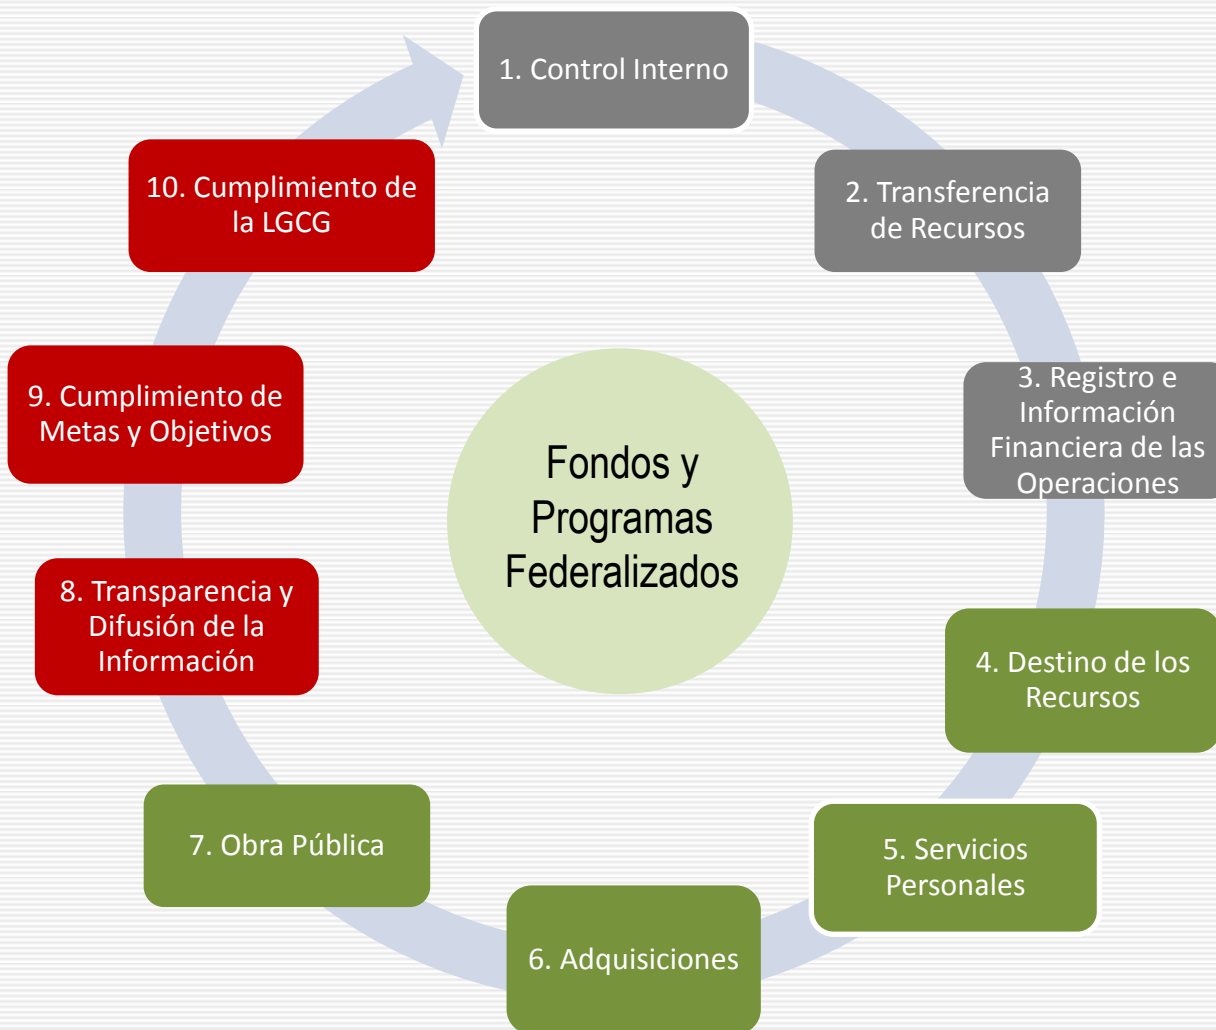 1. Control Interno
2. Transferencia
de Recursos
3. Registro e
Información
Financiera de las
Operaciones
4. Destino de los
Recursos
5. Servicios
Personales
6. Adquisiciones
7. Obra Pública
8. Transparencia y
Difusión de la
Información
9. Cumplimiento de
Metas y Objetivos
10. Cumplimiento de
la LGCG
Fondos y
Programas
Federalizados